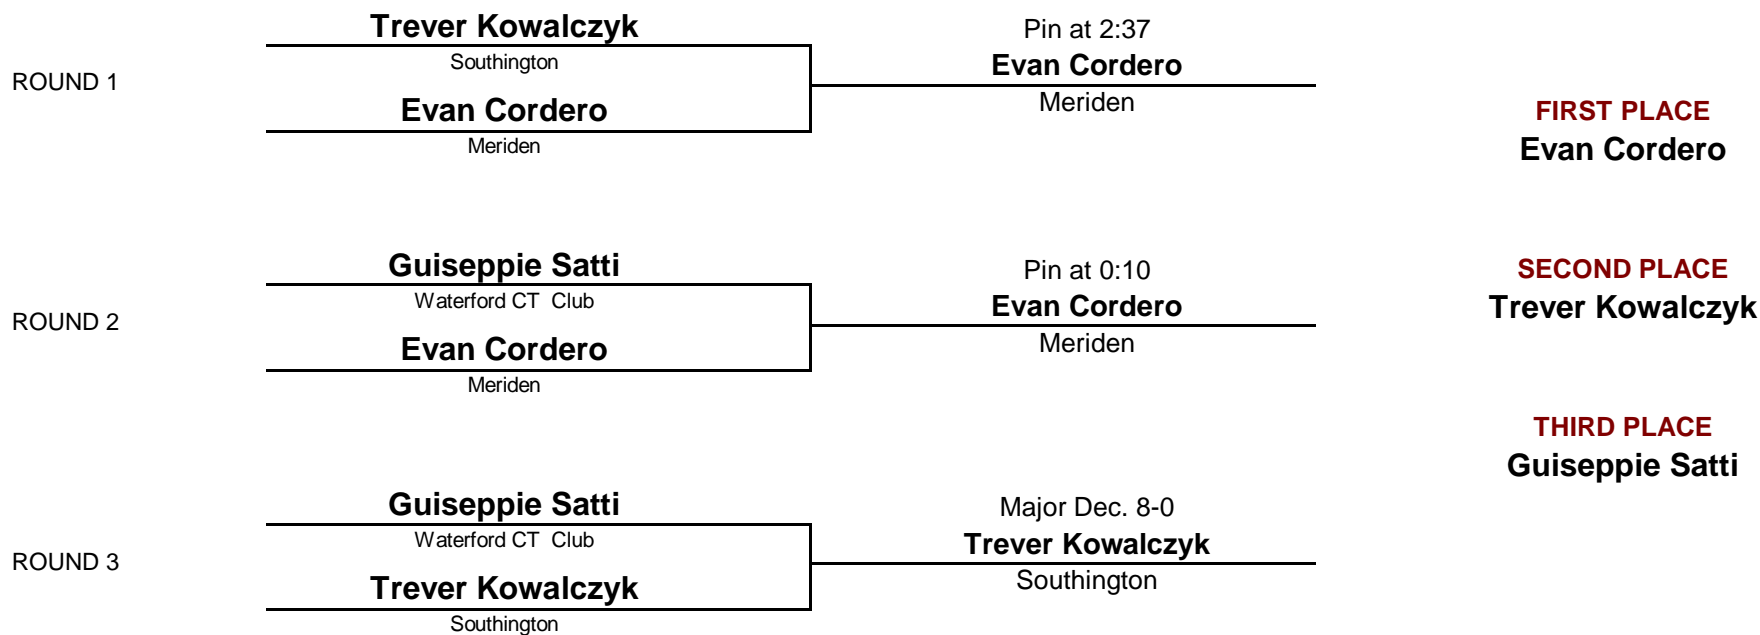 Trever Kowalczyk
Southington
ROUND 1
Evan Cordero
Meriden
Pin at 2:37
Evan Cordero
Meriden
FIRST PLACE
Evan Cordero
Guiseppie Satti
Waterford CT  Club
ROUND 2
Evan Cordero
Meriden
Pin at 0:10
Evan Cordero
Meriden
SECOND PLACE
Trever Kowalczyk
THIRD PLACE
Guiseppie Satti
Guiseppie Satti
Waterford CT  Club
ROUND 3
Trever Kowalczyk
Southington
Major Dec. 8-0
Trever Kowalczyk
Southington